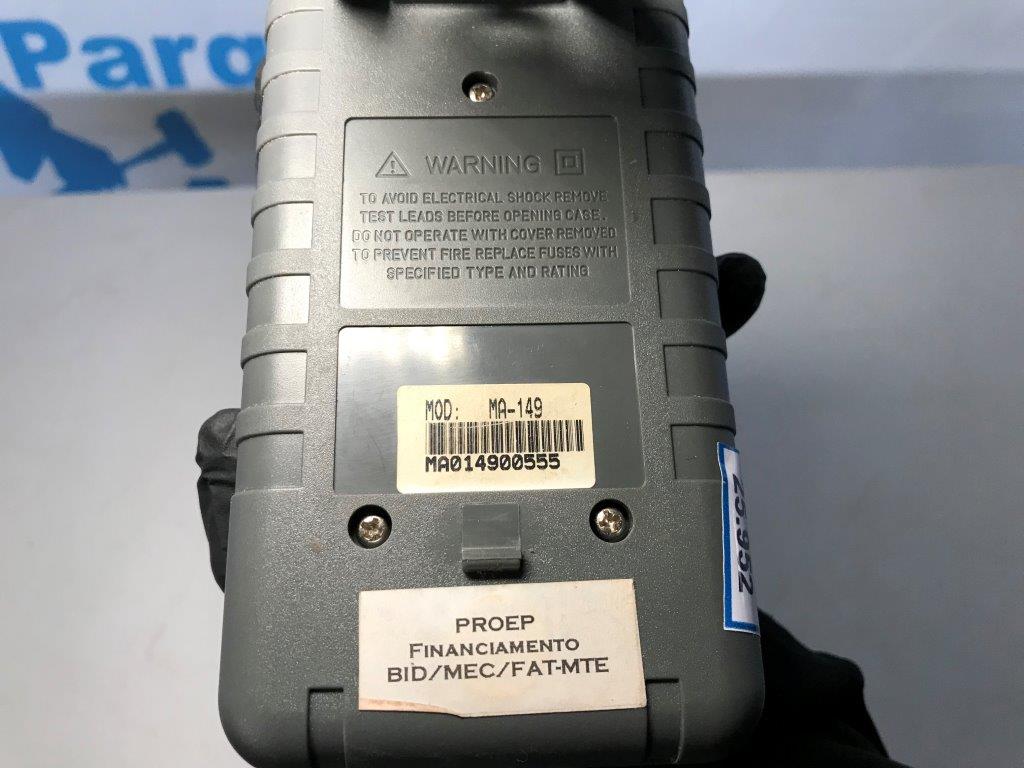 Parq
WARNING
TO AVOID ELECTRICAL SHOCK REMOVE
TEST LEADS BEFORE OPENING CASE.
DO NOT OPERATE WITH COVER REMOVED
TO PREVENT FIRE REPLACE FUSES WITH
SPECIFIED TYPE AND RATING
MOD: MA-149
MA014900555
25.952
PROEP
FINANCIAMENTO
BID/MEC/FAT-MTE